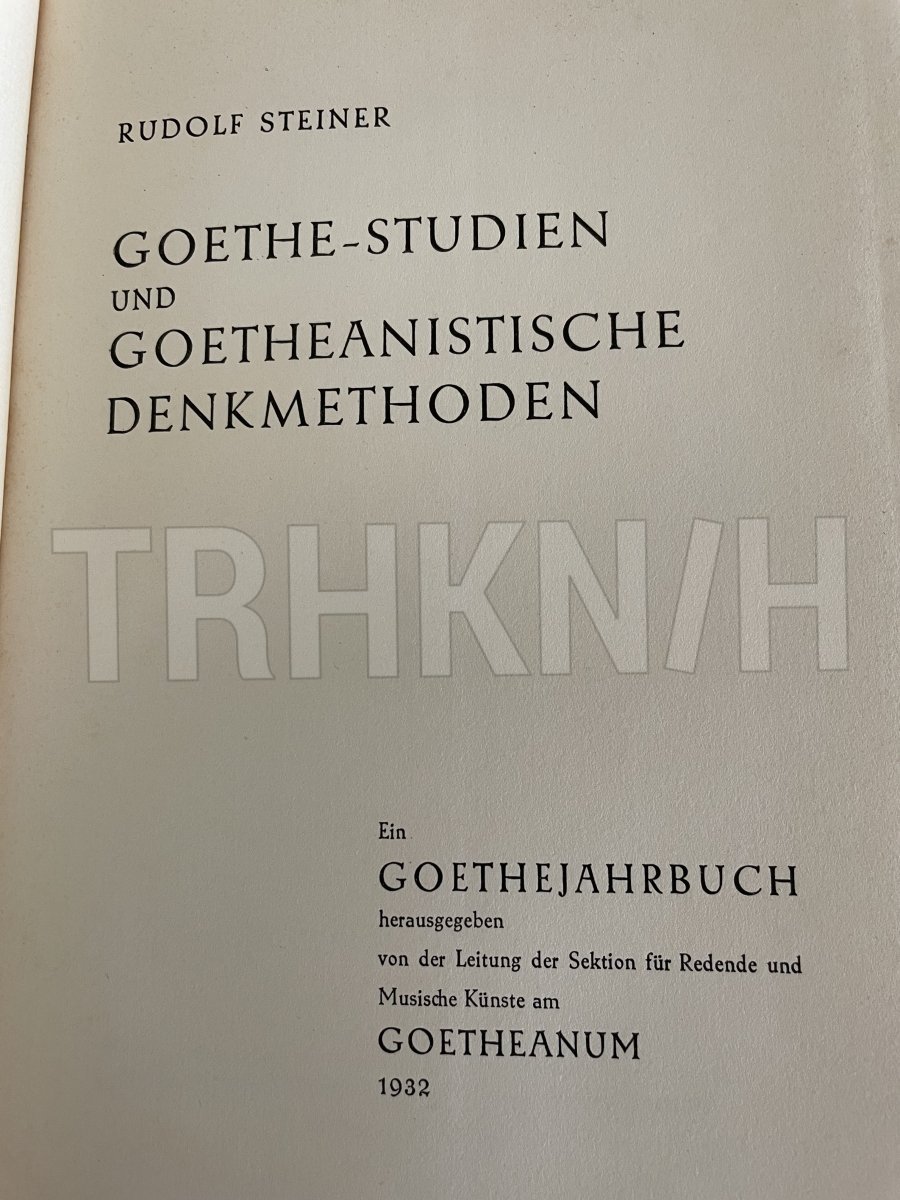 RUDOLF STEINER
GOETHE-STUDIEN
UND
GOETHEANISTISCHE
DENKMETHODEN
TRHKN/H
Ein
GOETHEJAHRBUCH
herausgegeben
von der Leitung der Sektion für Redende und
Musische Künste am
GOETHEANUM
1932